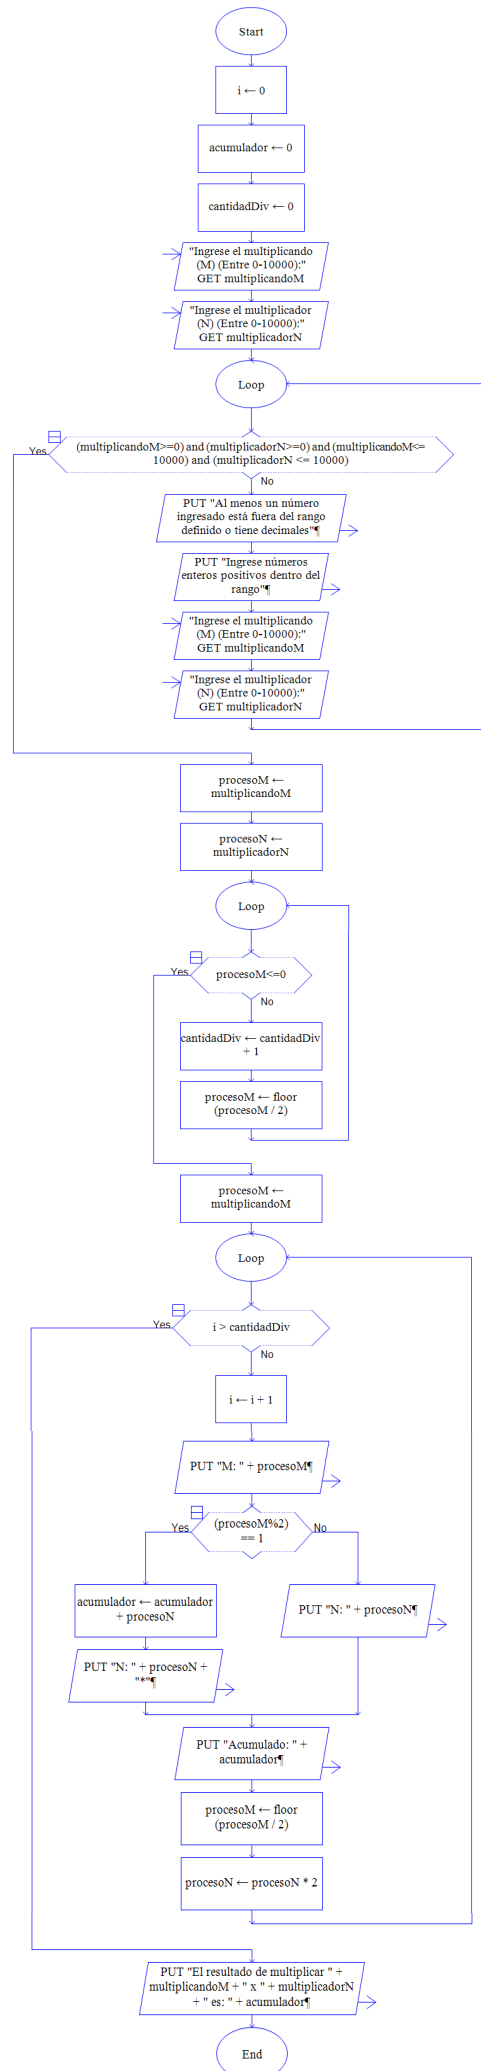 Start
i ← 0
acumulador ← 0
cantidadDiv ← 0
"Ingrese el multiplicando
(M) (Entre 0-10000):"
GET multiplicandoM
"Ingrese el multiplicador
(N) (Entre 0-10000):"
GET multiplicadorN
Loop
Yes
(multiplicandoM>=0) and (multiplicadorN>=0) and (multiplicandoM<=
10000) and (multiplicadorN <= 10000)
No
PUT "Al menos un número
ingresado está fuera del rango
definido o tiene decimales"¶
PUT "Ingrese números
enteros positivos dentro del
rango"¶
"Ingrese el multiplicando
(M) (Entre 0-10000):"
GET multiplicandoM
"Ingrese el multiplicador
(N) (Entre 0-10000):"
GET multiplicadorN
procesoM ←
multiplicandoM
procesoN ←
multiplicadorN
Loop
Yes
procesoM<=0
No
cantidadDiv ← cantidadDiv
+ 1
procesoM ← floor
(procesoM / 2)
procesoM ←
multiplicandoM
Loop
Yes
i > cantidadDiv
No
i ← i + 1
PUT "M: " + procesoM¶
Yes
(procesoM%2)
== 1
No
acumulador ← acumulador
+ procesoN
PUT "N: " + procesoN¶
PUT "N: " + procesoN +
"*"¶
PUT "Acumulado: " +
acumulador¶
procesoM ← floor
(procesoM / 2)
procesoN ← procesoN * 2
PUT "El resultado de multiplicar " +
multiplicandoM + " x " + multiplicadorN
+ " es: " + acumulador¶
End